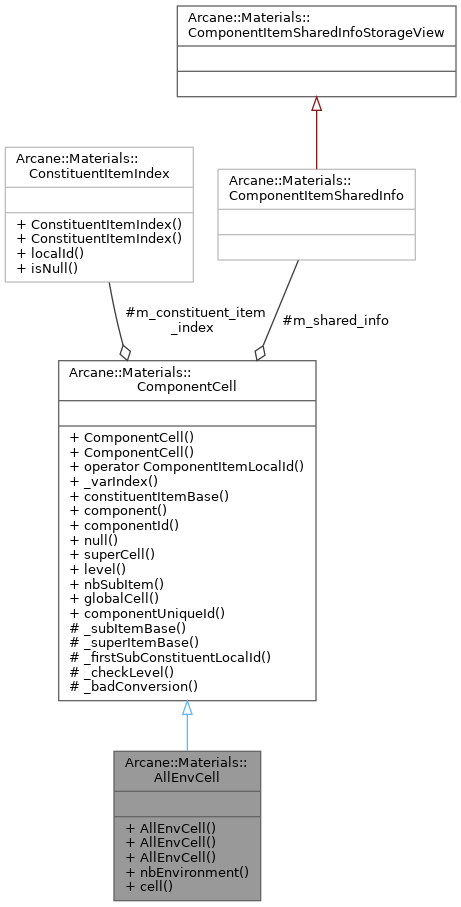 Arcane::Materials::
ComponentItemSharedInfoStorageView
Arcane::Materials::
ConstituentItemIndex
+ ConstituentItemIndex()
+ ConstituentItemIndex()
+ localId()
+ isNull()
Arcane::Materials::
ComponentItemSharedInfo
#m_constituent_item
_index
#m_shared_info
Arcane::Materials::
ComponentCell
+ ComponentCell()
+ ComponentCell()
+ operator ComponentItemLocalId()
+ _varIndex()
+ constituentItemBase()
+ component()
+ componentId()
+ null()
+ superCell()
+ level()
+ nbSubItem()
+ globalCell()
+ componentUniqueId()
# _subItemBase()
# _superItemBase()
# _firstSubConstituentLocalId()
# _checkLevel()
# _badConversion()
Arcane::Materials::
AllEnvCell
+ AllEnvCell()
+ AllEnvCell()
+ AllEnvCell()
+ nbEnvironment()
+ cell()